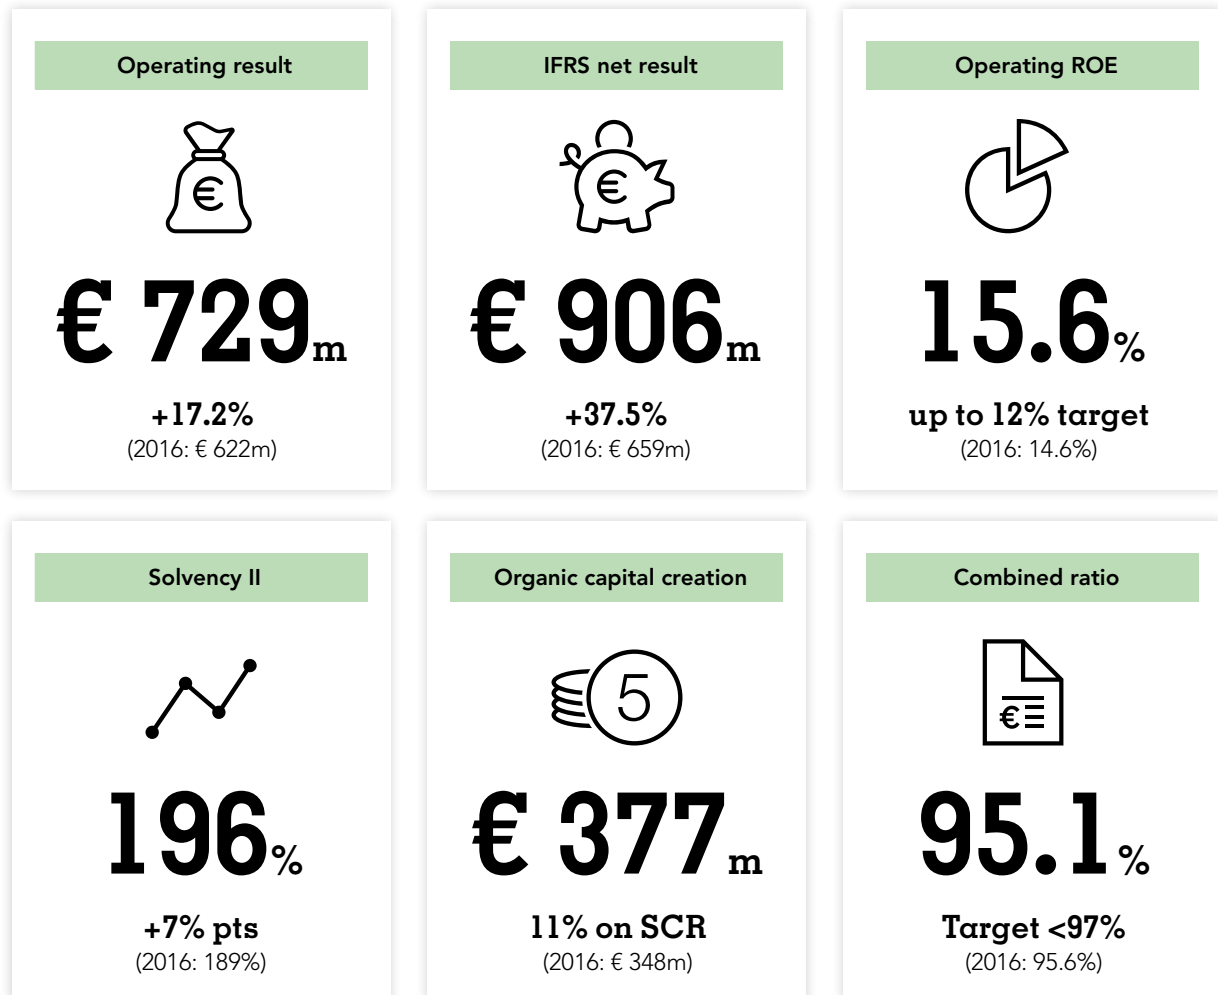 Operating result
€
€ 729m
+17.2%
(2016: € 622m)
IFRS net result
€
€ 906m
+37.5%
(2016: € 659m)
Operating ROE
15.6%
up to 12% target
(2016: 14.6%)
Solvency II
196%
+7% pts
(2016: 189%)
Organic capital creation
5
€ 377m
11% on SCR
(2016: € 348m)
Combined ratio
€
95.1%
Target <97%
(2016: 95.6%)